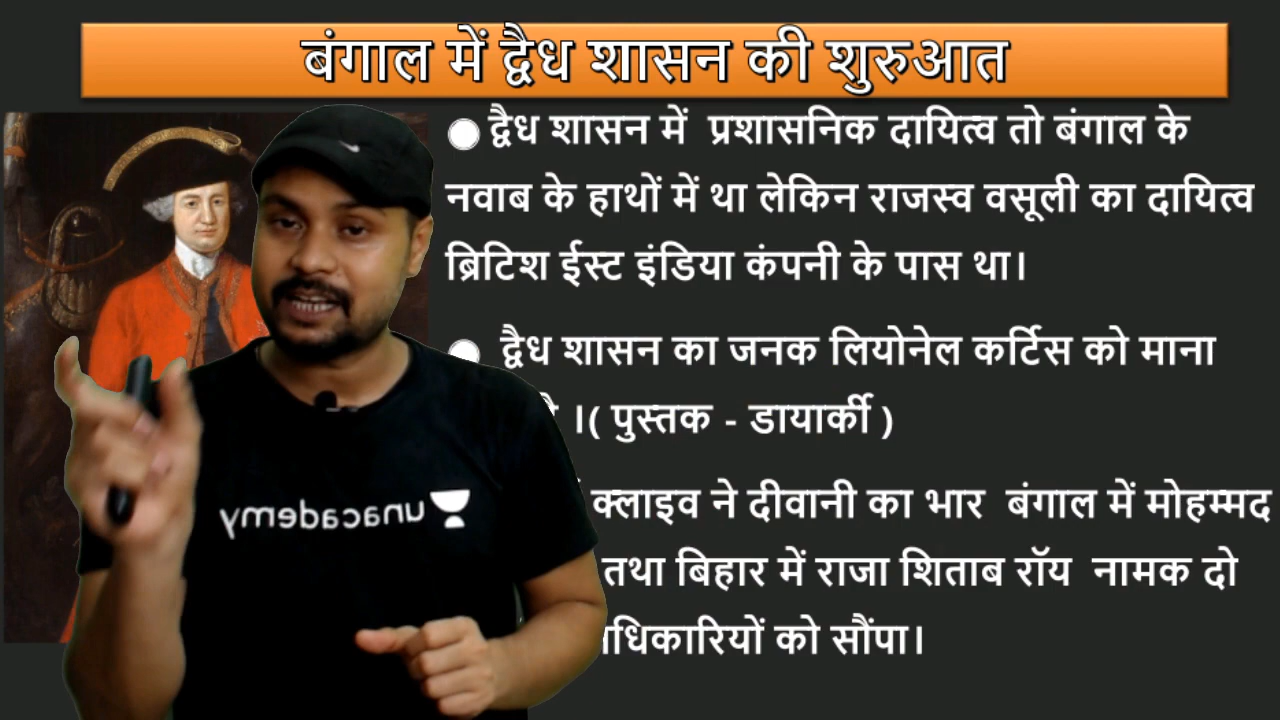 बंगाल में द्वैध शासन की शुरुआत
द्वैध शासन में प्रशासनिक दायित्व तो बंगाल के
नवाब के हाथों में था लेकिन राजस्व वसूली का दायित्व
ब्रिटिश ईस्ट इंडिया कंपनी के पास था।
द्वैध शासन का जनक लियोनेल कर्टिस को माना
।( पुस्तक - डायार्की )
क्लाइव ने दीवानी का भार बंगाल में मोहम्मद
तथा बिहार में राजा शिताब रॉय नामक दो
को सौंपा।
unacademy